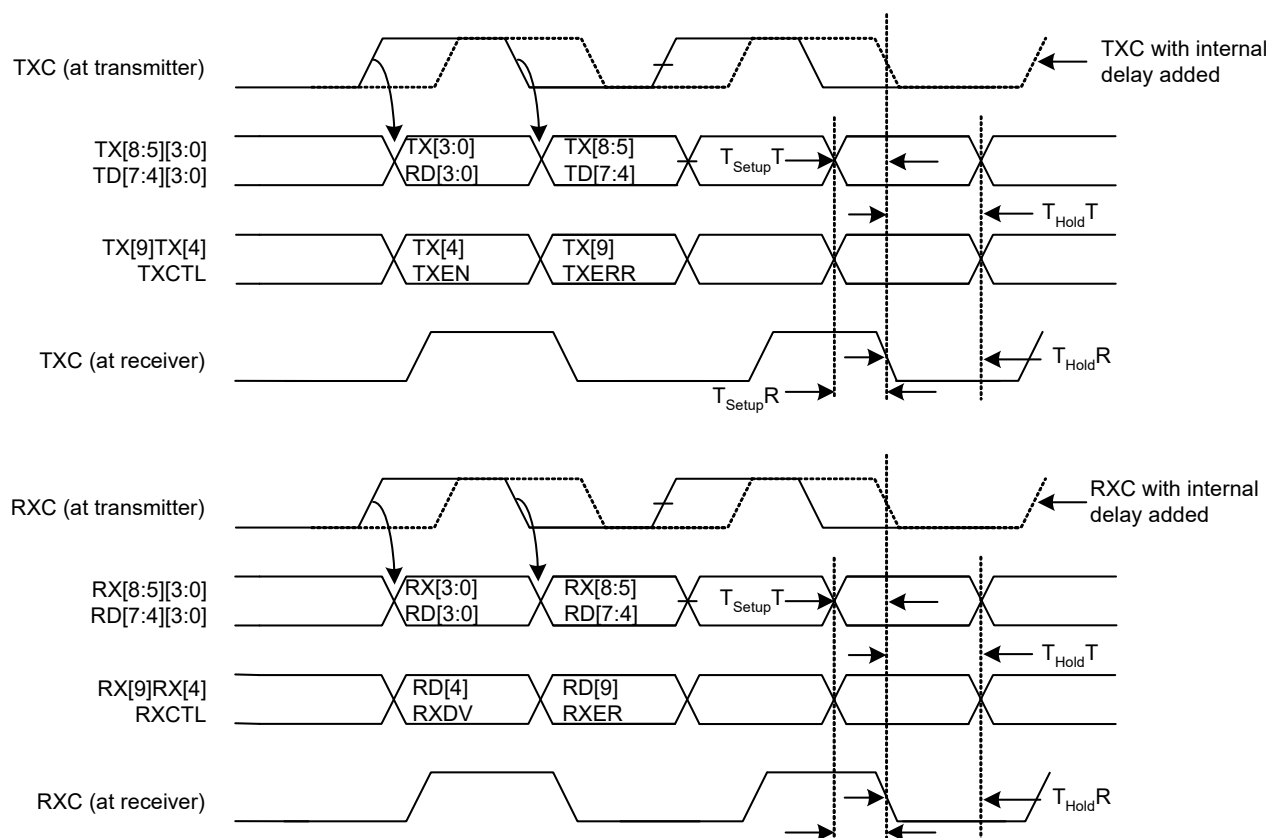 TXC (at transmitter)
TXC with internal
delay added
TX[8:5][3:0]
TD[7:4][3:0]
TX[3:0]
RD[3:0]
TX[8:5]
TD[7:4]
TSetupT
THoldT
TX[9]TX[4]
TXCTL
TX[4]
TXEN
TX[9]
TXERR
TXC (at receiver)
THoldR
TSetupR
RXC (at transmitter)
RXC with internal
delay added
RX[8:5][3:0]
RD[7:4][3:0]
RX[3:0]
RD[3:0]
RX[8:5]
RD[7:4]
TSetupT
THoldT
RX[9]RX[4]
RXCTL
RD[4]
RXDV
RD[9]
RXER
RXC (at receiver)
THoldR